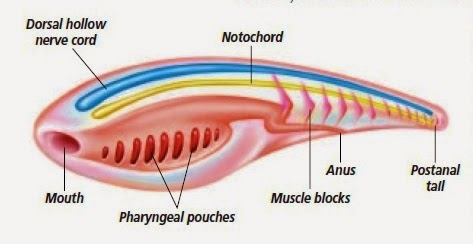 Dorsal hollow
nerve cord
Notochord
Mouth
Pharyngeal pouches
Muscle blocks
Anus
Postanal
tail